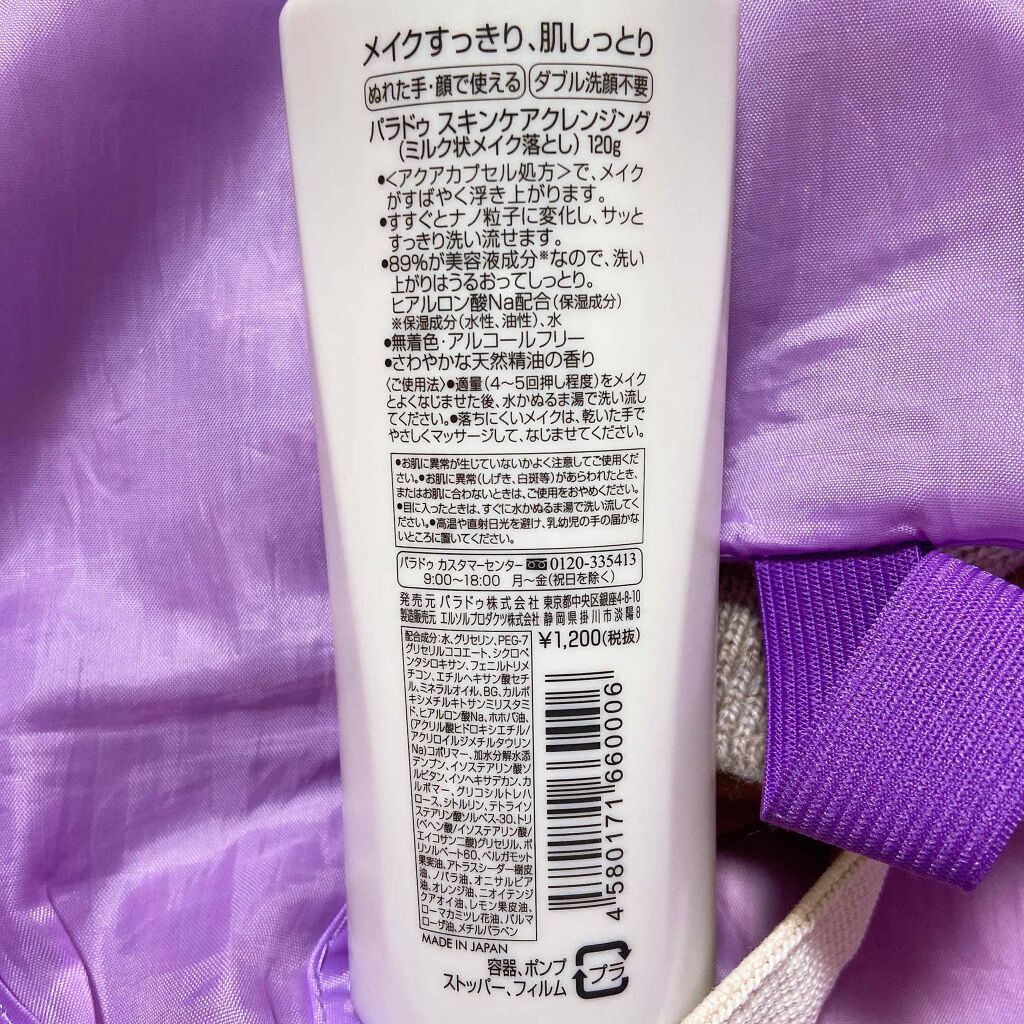 メイクすっきり、肌しっとり
ぬれた手・顔で使える ダブル洗顔不要
パラドゥ スキンケアクレンジング
(ミルク状メイク落とし) 120g
•<アクアカプセル処方>で、メイク
がすばやく浮き上がります。
•すすぐとナノ粒子に変化し、サッと
すっきり洗い流せます。
•89%が美容液成分※なので、洗い
上がりはうるおってしっとり。
ヒアルロン酸Na配合(保湿成分)
※保湿成分(水性、油性)、水
•無着色・アルコールフリー
•さわやかな天然精油の香り
〈ご使用法〉•適量(4〜5回押し程度)をメイク
とよくなじませた後、水かぬるま湯で洗い流し
てください。•落ちにくいメイクは、乾いた手で
やさしくマッサージして、なじませてください。
•お肌に異常が生じていないかよく注意してご使用くだ
さい。•お肌に異常(しげき、白斑等)があらわれたとき、
またはお肌に合わないときは、ご使用をおやめください。
•目に入ったときは、すぐに水かぬるま湯で洗い流してく
ださい。•高温や直射日光を避け、乳幼児の手の届かな
いところに置いてください。
パラドゥ カスタマーセンター 0120-335413
9:00〜18:00 月〜金(祝日を除く)
発売元 パラドゥ株式会社 東京都中央区銀座4-8-10
製造販売元 エルソルプロダクツ株式会社 静岡県掛川市淡陽8
¥1,200(税抜)
配合成分:水、グリセリン、PEG-7
グリセリルココエート、シクロペ
ンタシロキサン、フェニルトリメ
チコン、エチルヘキサン酸セチ
ル、ミネラルオイル、BG、カルボ
キシメチルキトサンミリスタミ
ド、ヒアルロン酸Na、ホホバ油、
(アクリル酸ヒドロキシエチル/
アクリロイルジメチルタウリン
Na)コポリマー、加水分解水添
デンプン、イソステアリン酸ソ
ルビタン、イソヘキサデカン、カ
ルボマー、グリコシルトレハ
ロース、シトルリン、テトライソ
ステアリン酸ソルベス-30、トリ
(ベヘン酸/イソステアリン酸/
エイコサン二酸)グリセリル、ポ
リソルベート60、ベルガモット
果実油、アトラスシーダー樹皮
油、ノバラ油、オニサルビア
油、オレンジ油、ニオイテンジ
クアオイ油、レモン果皮油、
ローマカミツレ花油、パルマ
ローザ油、メチルパラベン
4 580171 660006
MADE IN JAPAN
容器、ポンプ
ストッパー、フィルム
プラ